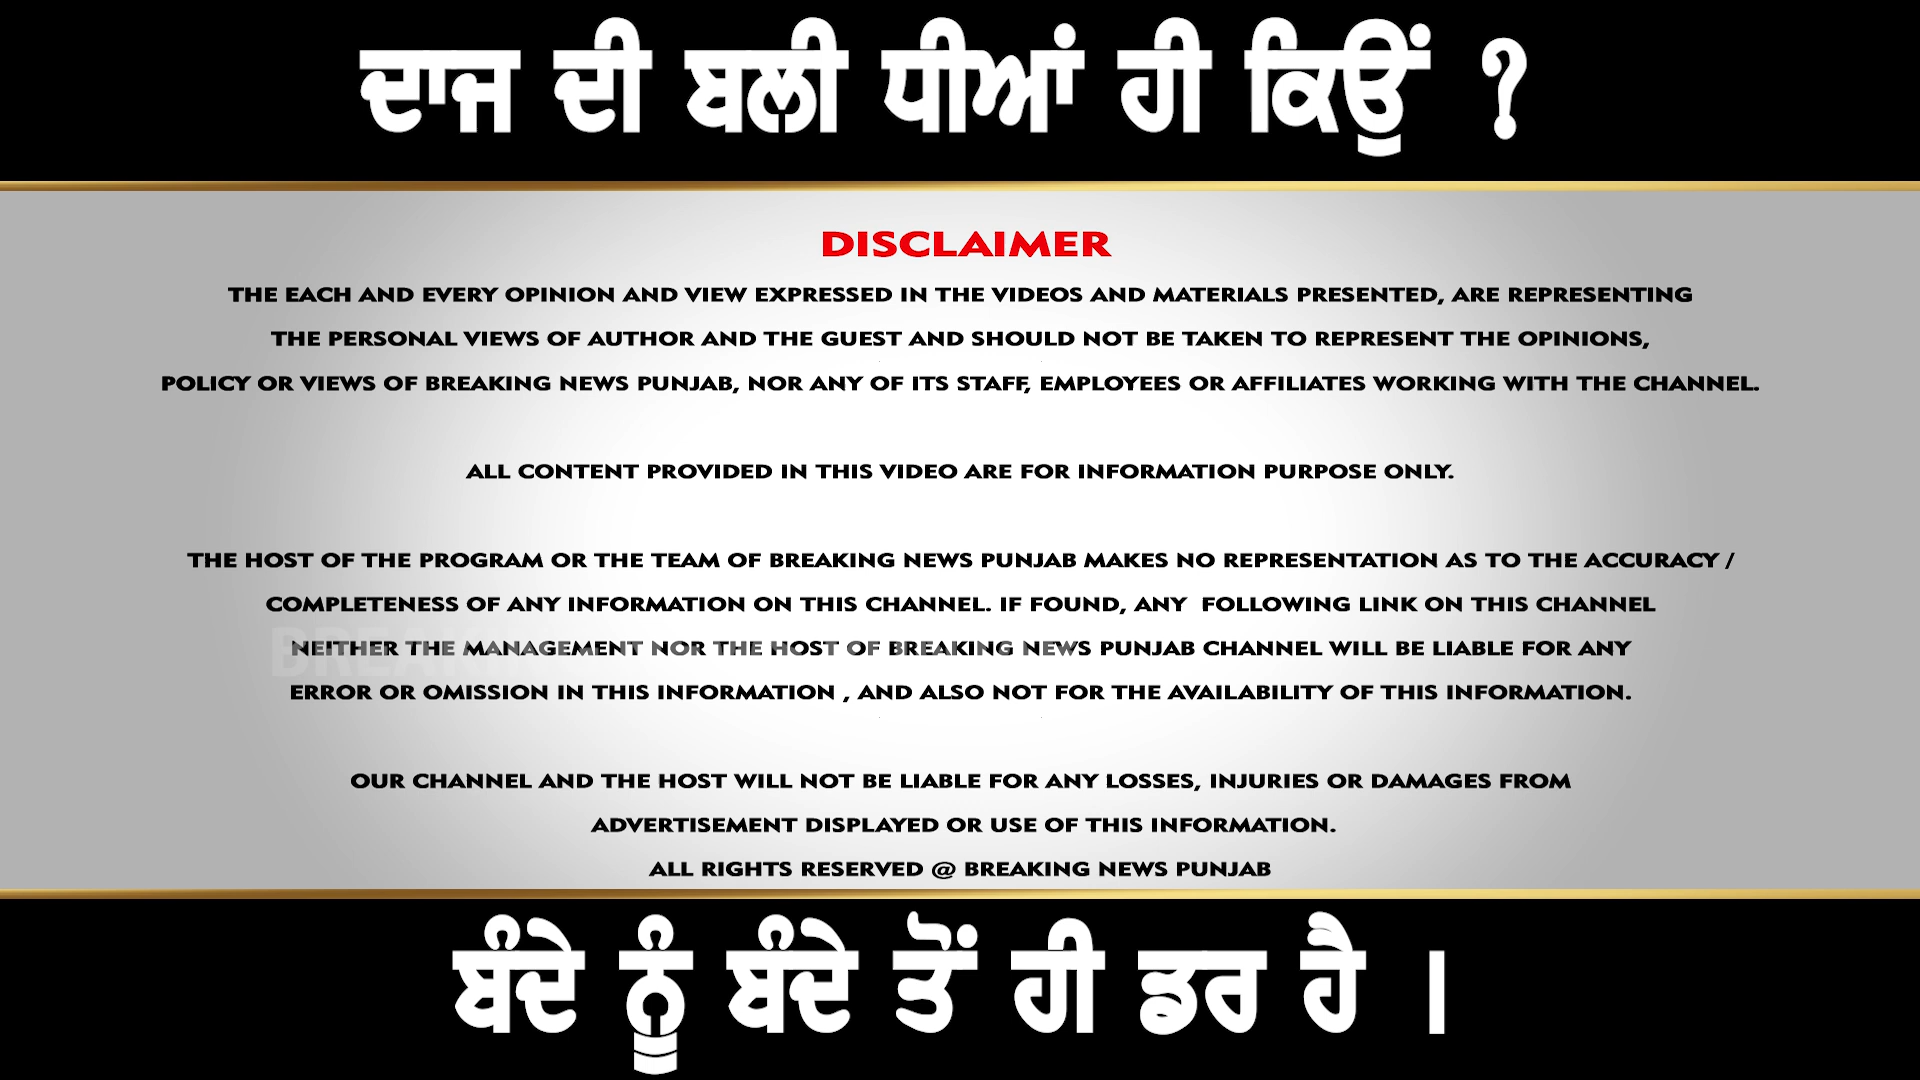 ਦਾਜ ਦੀ ਬਲੀ ਧੀਆਂ ਹੀ ਕਿਉਂ ?
DISCLAIMER
THE EACH AND EVERY OPINION AND VIEW EXPRESSED IN THE VIDEOS AND MATERIALS PRESENTED, ARE REPRESENTING
THE PERSONAL VIEWS OF AUTHOR AND THE GUEST AND SHOULD NOT BE TAKEN TO REPRESENT THE OPINIONS,
POLICY OR VIEWS OF BREAKING NEWS PUNJAB, NOR ANY OF ITS STAFF, EMPLOYEES OR AFFILIATES WORKING WITH THE CHANNEL.
ALL CONTENT PROVIDED IN THIS VIDEO ARE FOR INFORMATION PURPOSE ONLY.
THE HOST OF THE PROGRAM OR THE TEAM OF BREAKING NEWS PUNJAB MAKES NO REPRESENTATION AS TO THE ACCURACY /
COMPLETENESS OF ANY INFORMATION ON THIS CHANNEL. IF FOUND, ANY FOLLOWING LINK ON THIS CHANNEL
NEITHER THE MANAGEMENT NOR THE HOST OF BREAKING NEWS PUNJAB CHANNEL WILL BE LIABLE FOR ANY
ERROR OR OMISSION IN THIS INFORMATION , AND ALSO NOT FOR THE AVAILABILITY OF THIS INFORMATION.
OUR CHANNEL AND THE HOST WILL NOT BE LIABLE FOR ANY LOSSES, INJURIES OR DAMAGES FROM
ADVERTISEMENT DISPLAYED OR USE OF THIS INFORMATION.
ALL RIGHTS RESERVED @ BREAKING NEWS PUNJAB
ਬੰਦੇ ਨੂੰ ਬੰਦੇ ਤੋਂ ਹੀ ਡਰ ਹੈ ।